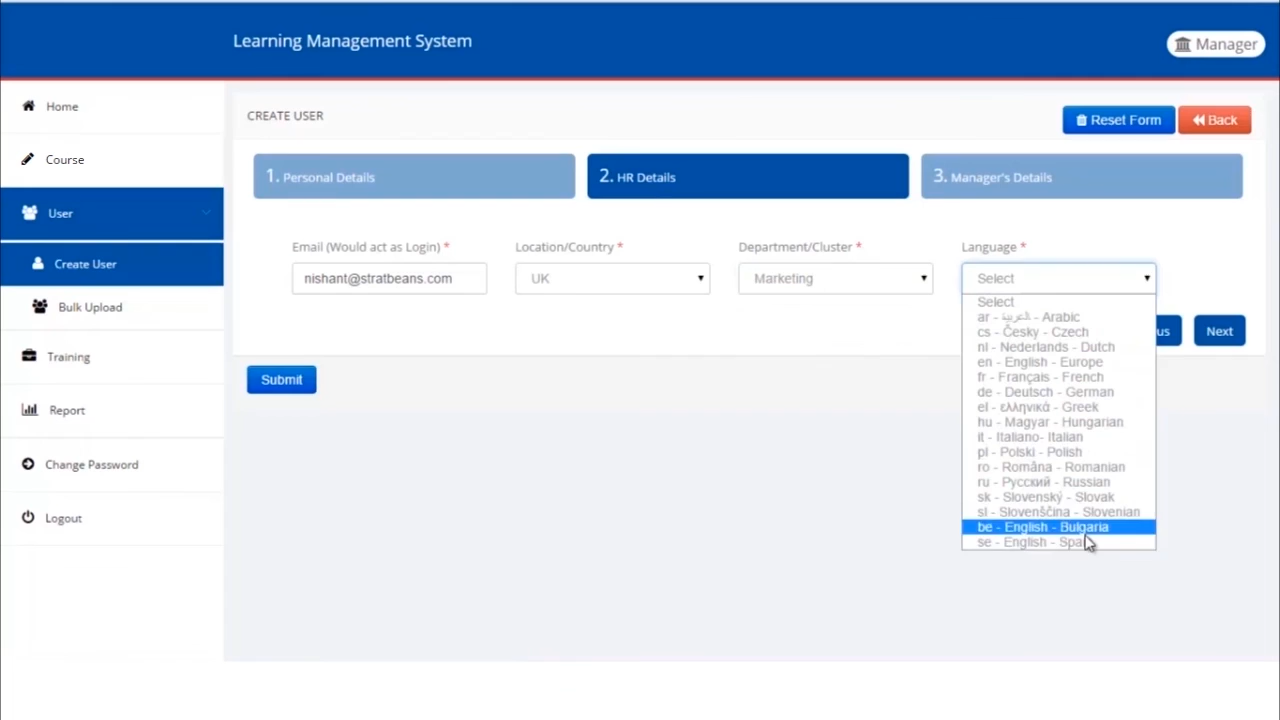 Learning Management System
Manager
Home
Course
User
Create User
Bulk Upload
Training
Report
Change Password
Logout
CREATE USER
Reset Form
Back
1. Personal Details
2. HR Details
3. Manager's Details
Email (Would act as Login) *
Location/Country *
Department/Cluster *
Language *
nishant@stratbeans.com
UK
Marketing
Select
Select
ar - العربية - Arabic
cs - Česky - Czech
nl - Nederlands - Dutch
en - English - Europe
fr - Français - French
de - Deutsch - German
el - ελληνικά - Greek
hu - Magyar - Hungarian
it - Italiano- Italian
pl - Polski - Polish
ro - Româna - Romanian
ru - Русский - Russian
sk - Slovenský - Slovak
sl - Slovenščina - Slovenian
be - English - Bulgaria
se - English -
Next
Submit